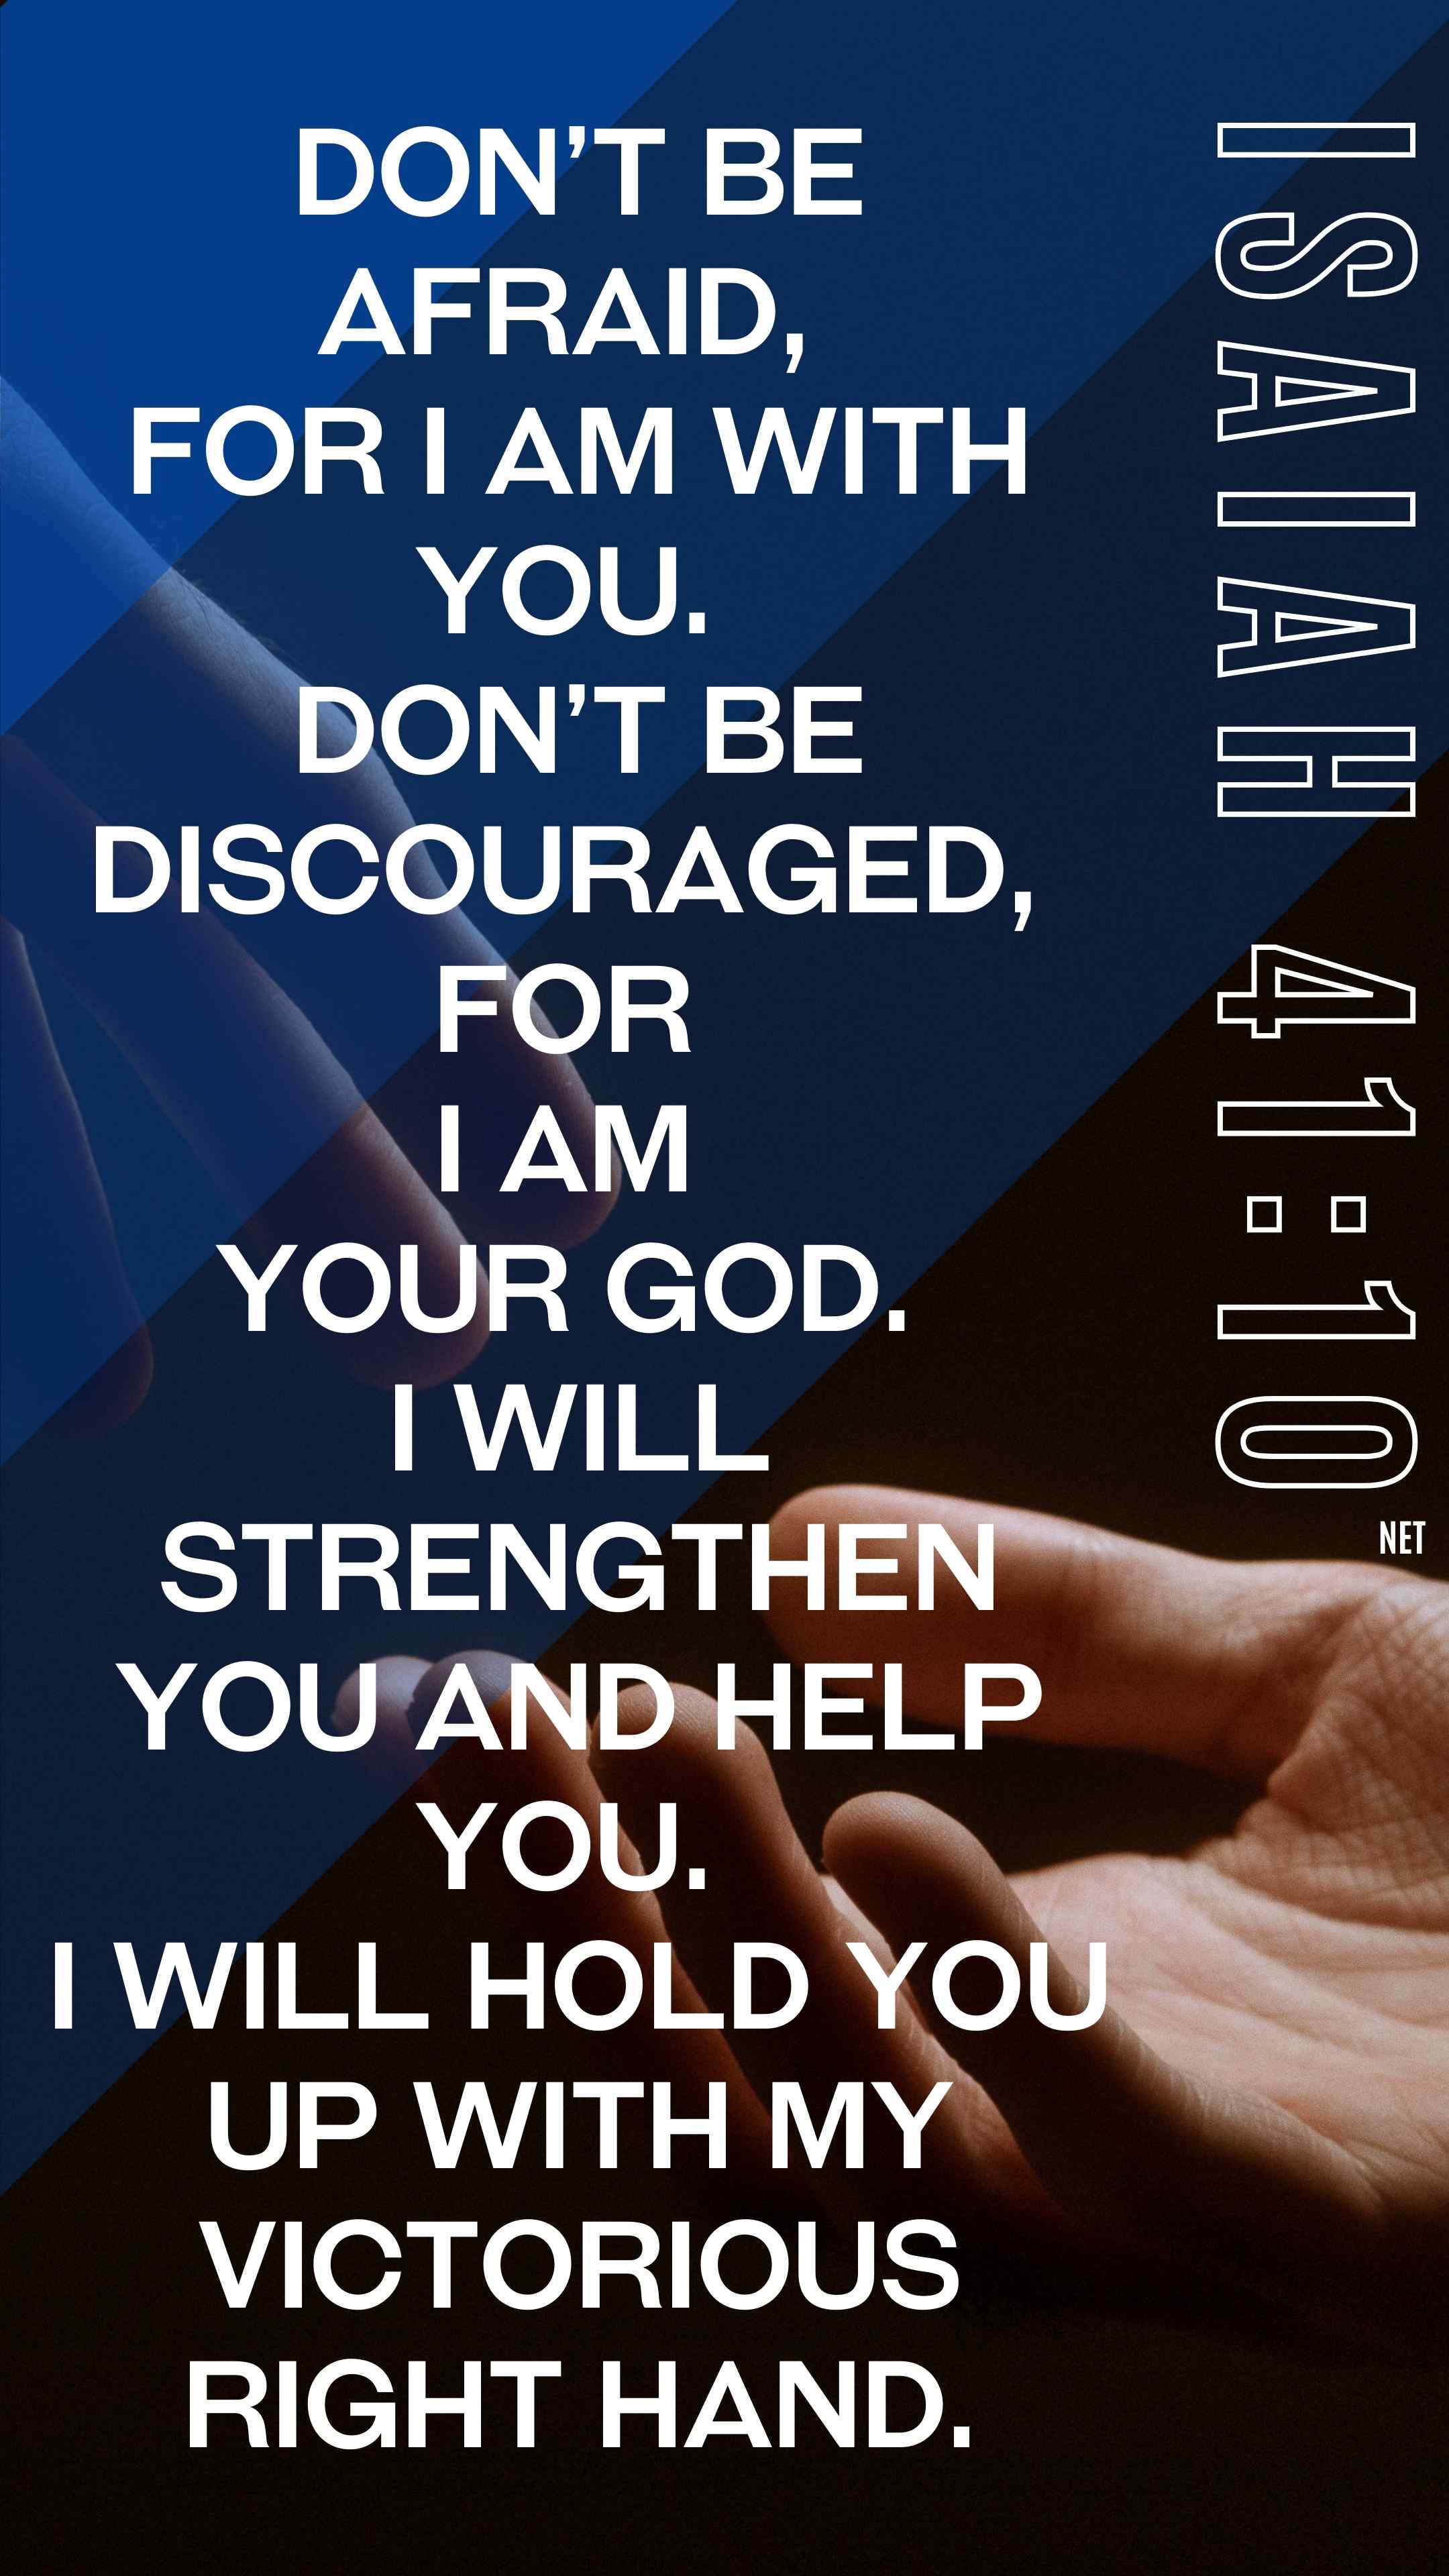 DON’T BE
AFRAID,
FOR I AM WITH
YOU.
DON’T BE
DISCOURAGED,
FOR
I AM
YOUR GOD.
I WILL
STRENGTHEN
YOU AND HELP
YOU.
I WILL HOLD YOU
UP WITH MY
VICTORIOUS
RIGHT HAND.
ISAIAH 41:10
NET